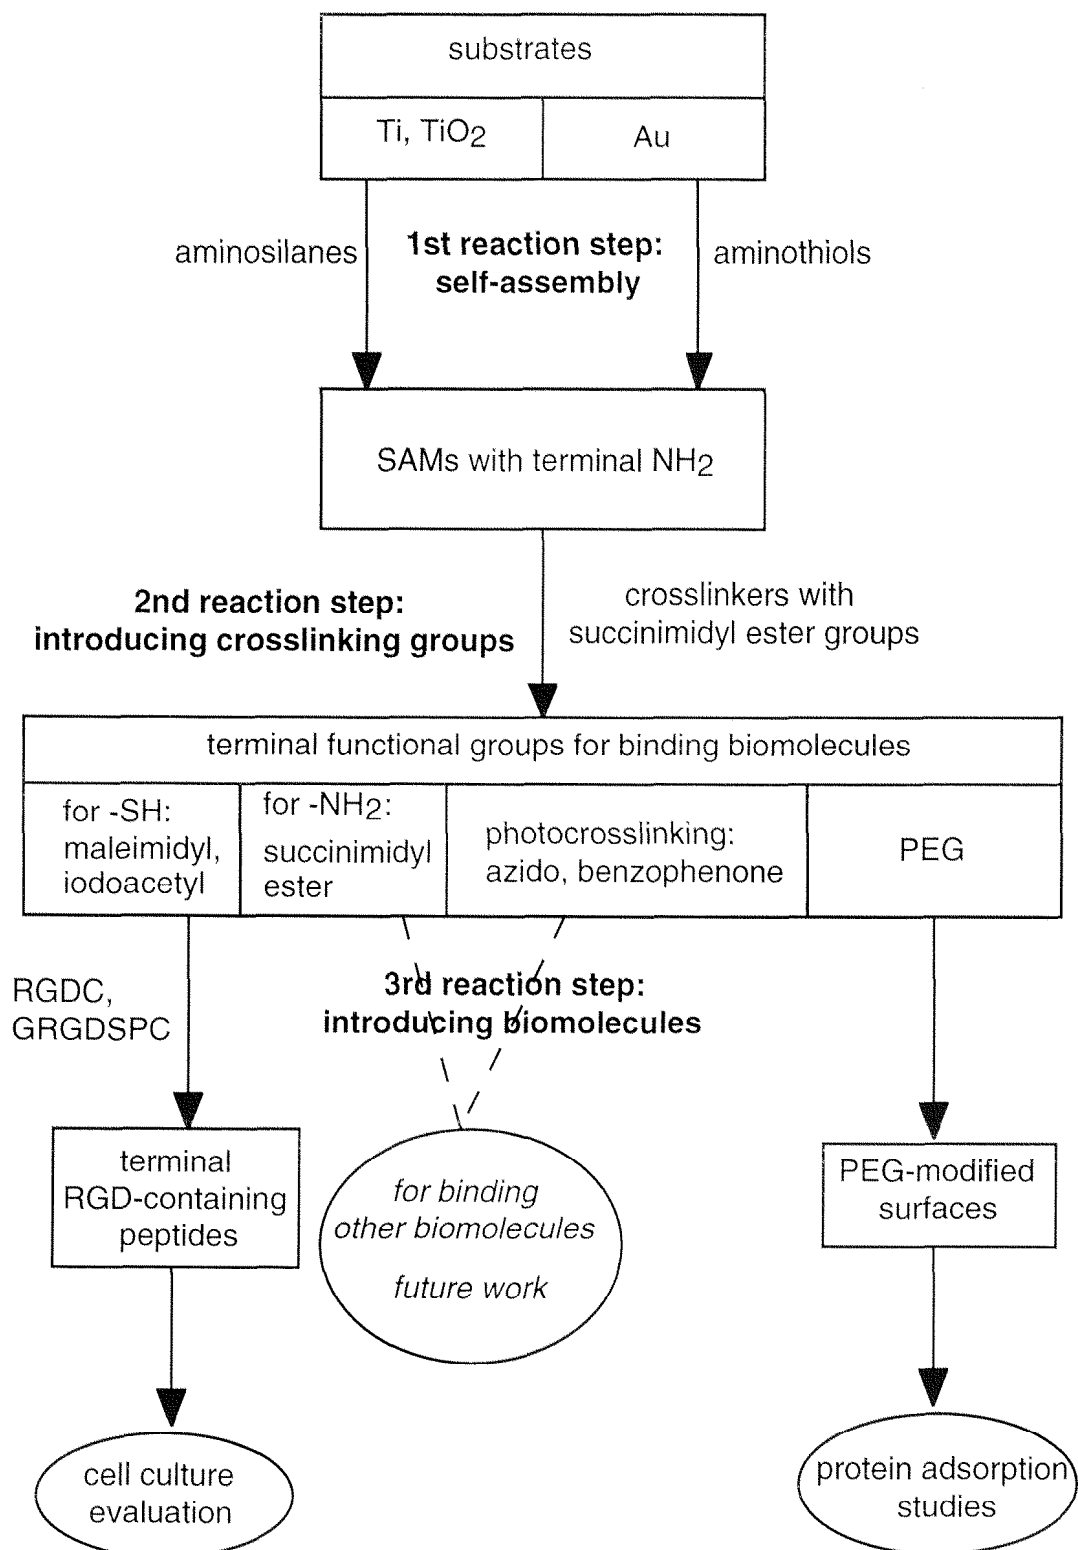 substrates
Ti, TiO2
Au
aminosilanes
1st reaction step:
self-assembly
aminothiols
SAMs with terminal NH2
2nd reaction step:
introducing crosslinking groups
crosslinkers with
succinimidyl ester groups
terminal functional groups for binding biomolecules
for -SH:
maleimidyl,
iodoacetyl
for -NH2:
succinimidyl
ester
photocrosslinking:
azido, benzophenone
PEG
RGDC,
GRGDSPC
3rd reaction step:
introducing biomolecules
terminal
RGD-containing
peptides
for binding
other biomolecules
future work
PEG-modified
surfaces
cell culture
evaluation
protein adsorption
studies